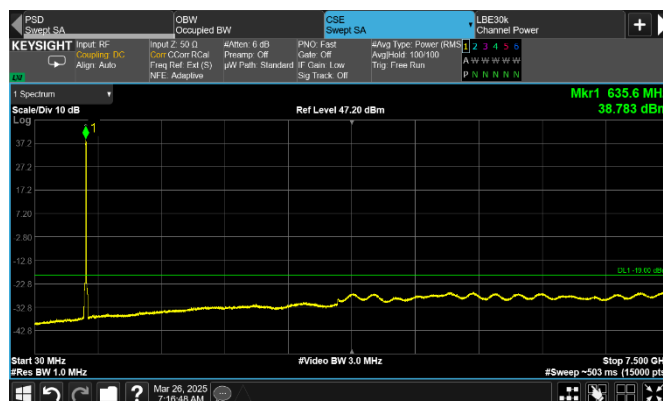 PSD OBW CSE LBE30k
Swept SA Occupied BW Swept SA Channel Power
KEYSIGHT Input: RF Input Z: 50 Ω #Atten: 6 dB PNO: Fast #Avg Type: Power (RMS 1 2 3 4 5 6
Coupling: DC Corr CCorr RCal Preamp: Off Gate: Off Avg|Hold: 100/100 A W W W W W
Align: Auto Freq Ref: Ext (S) µW Path: Standard IF Gain: Low Trig: Free Run P N N N N N
NFE: Adaptive Sig Track: Off
1 Spectrum Mkr1 635.6 MH
Scale/Div 10 dB Ref Level 47.20 dBm 38.783 dBn
Log
1
37.2
27.2
17.2
7.20
2.80
-12.8
DL1
-22.8
-32.8
-42.8
Start 30 MHz #Video BW 3.0 MHz Stop 7.500 GH
#Res BW 1.0 MHz #Sweep ~503 ms (15000 pts
? Mar 26, 2025
7:16:48 AM